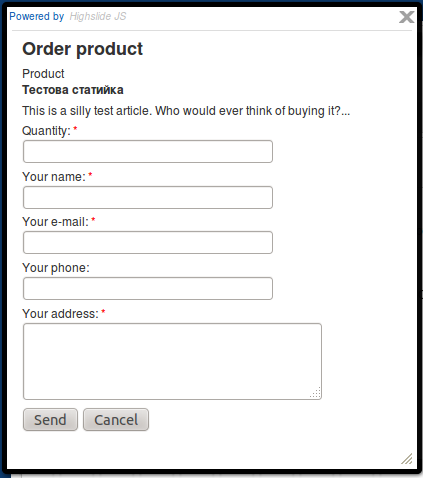 Powered by Highslide JS
Order product
Product
Тестова статийка
This is a silly test article. Who would ever think of buying it?...
Quantity: *
Your name: *
Your e-mail: *
Your phone:
Your address: *
Send Cancel